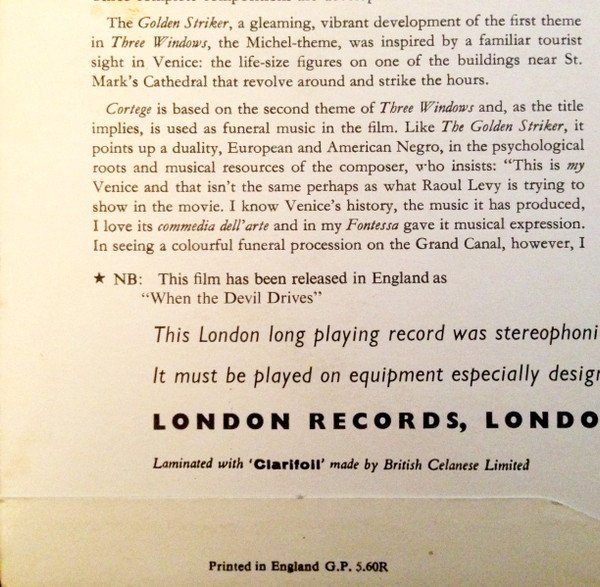 The Golden Striker, a gleaming, vibrant development of the first theme
in Three Windows, the Michel-theme, was inspired by a familiar tourist
sight in Venice: the life-size figures on one of the buildings near St.
Mark's Cathedral that revolve around and strike the hours.
Cortege is based on the second theme of Three Windows and, as the title
implies, is used as funeral music in the film. Like The Golden Striker, it
points up a duality, European and American Negro, in the psychological
roots and musical resources of the composer, who insists: "This is my
Venice and that isn't the same perhaps as what Raoul Levy is trying to
show in the movie. I know Venice's history, the music it has produced,
I love its commedia dell'arte and in my Fontessa gave it musical expression.
In seeing a colourful funeral procession on the Grand Canal, however, I
★ NB: This film has been released in England as
"When the Devil Drives"
This London long playing record was stereophoni
It must be played on equipment especially desig
LONDON RECORDS, LONDO
Laminated with 'Clarifoil' made by British Celanese Limited
Printed in England G.P. 5.60R